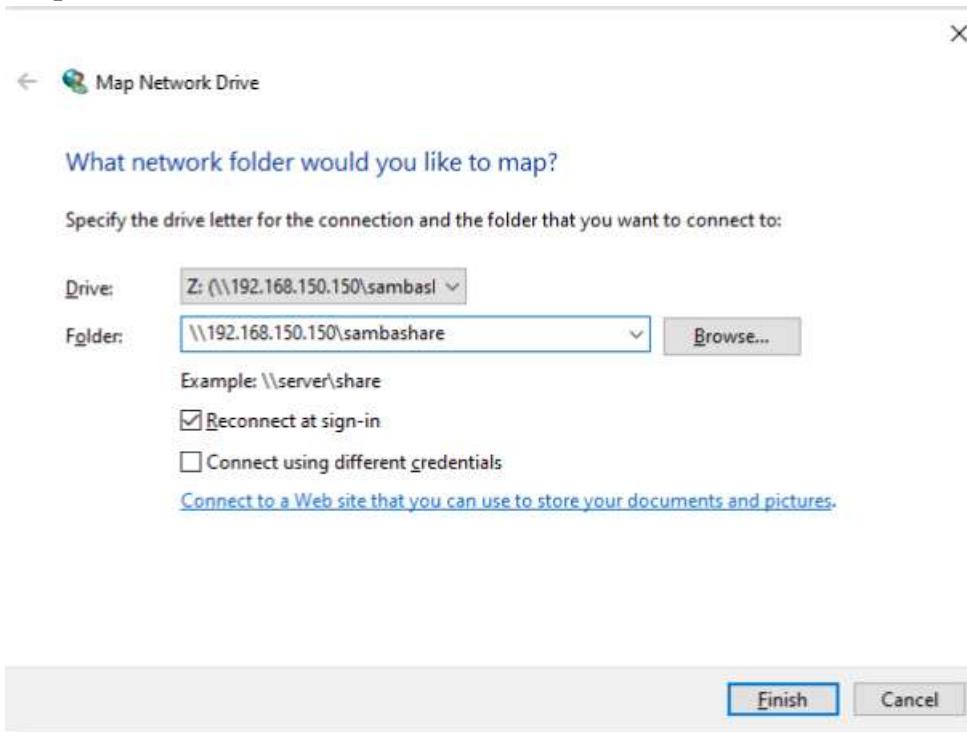 Map Network Drive
What network folder would you like to map?
Specify the drive letter for the connection and the folder that you want to connect to:
Drive: Z: (\\192.168.150.150\sambasl
Folder: \\192.168.150.150\sambashare Browse...
Example: \\server\share
Reconnect at sign-in
Connect using different credentials
Connect to a Web site that you can use to store your documents and pictures.
Finish Cancel